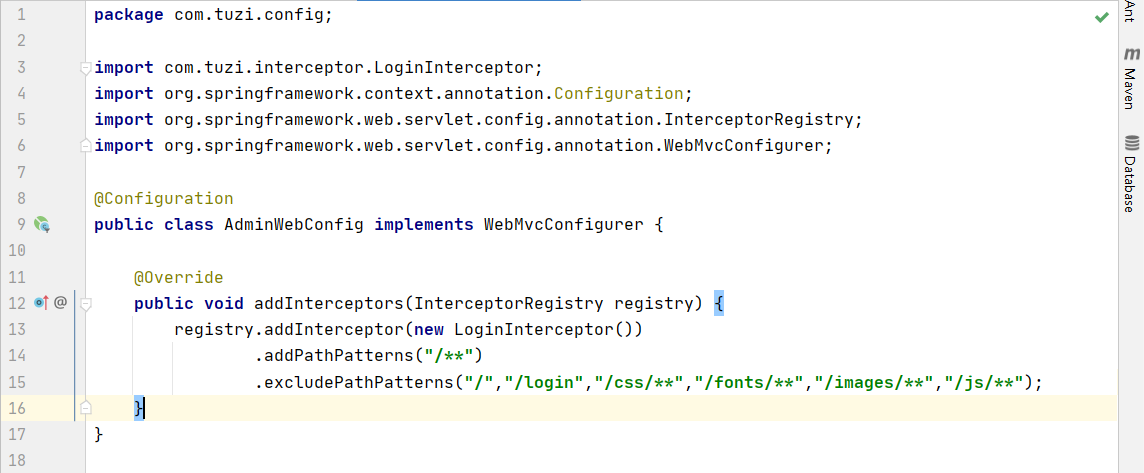 1 package com.tuzi.config;
2
3 import com.tuzi.interceptor.LoginInterceptor;
4 import org.springframework.context.annotation.Configuration;
5 import org.springframework.web.servlet.config.annotation.InterceptorRegistry;
6 import org.springframework.web.servlet.config.annotation.WebMvcConfigurer;
7
8 @Configuration
9 public class AdminWebConfig implements WebMvcConfigurer {
10
11     @Override
12 @     public void addInterceptors(InterceptorRegistry registry) {
13         registry.addInterceptor(new LoginInterceptor())
14                 .addPathPatterns("/**")
15                 .excludePathPatterns("/","/login","/css/**","/fonts/**","/images/**","/js/**");
16     }
17 }
18
Ant
m Maven
Database